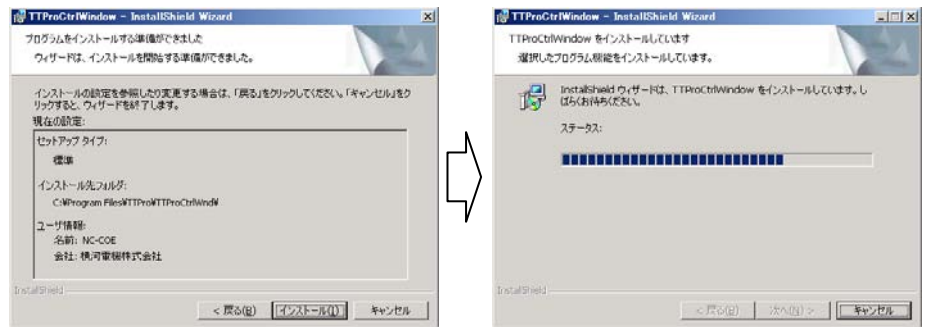 TTProCtrlWindow - InstallShield Wizard
プログラムをインストールする準備ができました
ウィザードは、インストールを開始する準備ができました。
インストールの設定を参照したり変更する場合は、「戻る」をクリックしてください。「キャンセル」をク
リックすると、ウィザードを終了します。
現在の設定:
セットアップ タイプ:
標準
インストール先フォルダ:
C:¥Program Files¥TTPro¥TTProCtrlWnd¥
ユーザ情報:
名前: NC-COE
会社: 横河電機株式会社
InstallShield
< 戻る(B)
インストール(I)
キャンセル
TTProCtrlWindow - InstallShield Wizard
TTProCtrlWindow をインストールしています
選択したプログラム機能をインストールしています。
InstallShield ウィザードは、TTProCtrlWindow をインストールしています。し
ばらくお待ちください。
ステータス:
InstallShield
< 戻る(B)
次へ(N) >
キャンセル